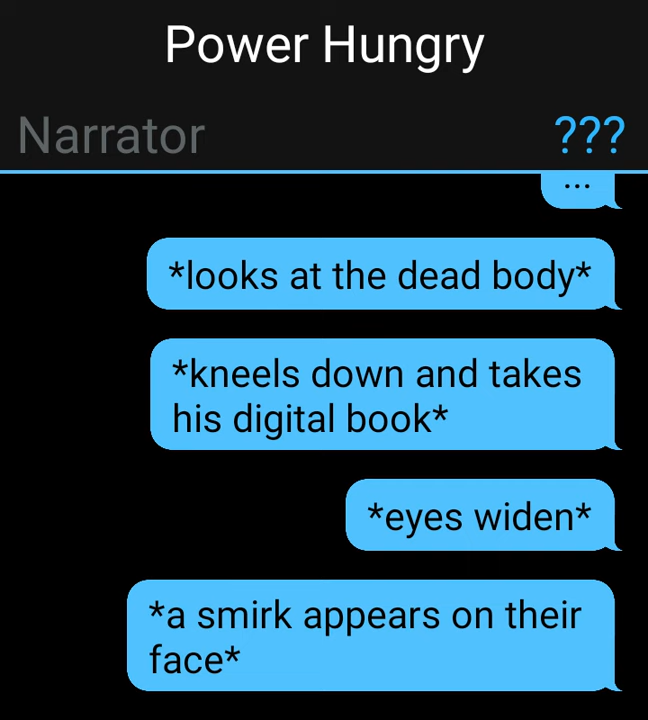 Power Hungry
Narrator
???
...
*looks at the dead body*
*kneels down and takes
his digital book*
*eyes widen*
*a smirk appears on their
face*